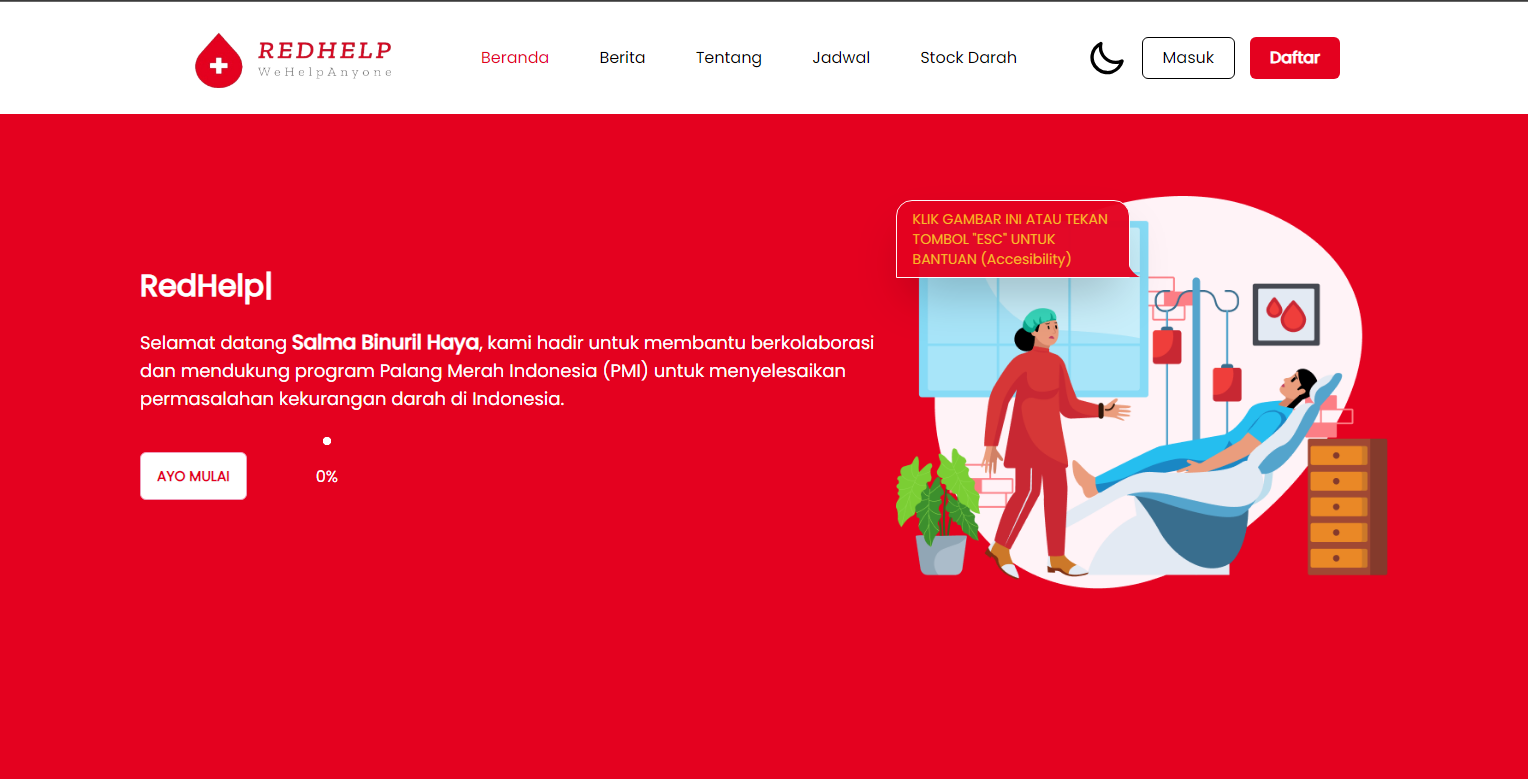 REDHELP
WeHelpAnyone
Beranda
Berita
Tentang
Jadwal
Stock Darah
Masuk
Daftar
KLIK GAMBAR INI ATAU TEKAN
TOMBOL "ESC" UNTUK
BANTUAN (Accesibility)
RedHelp|
Selamat datang Salma Binuril Haya, kami hadir untuk membantu berkolaborasi
dan mendukung program Palang Merah Indonesia (PMI) untuk menyelesaikan
permasalahan kekurangan darah di Indonesia.
AYO MULAI
0%